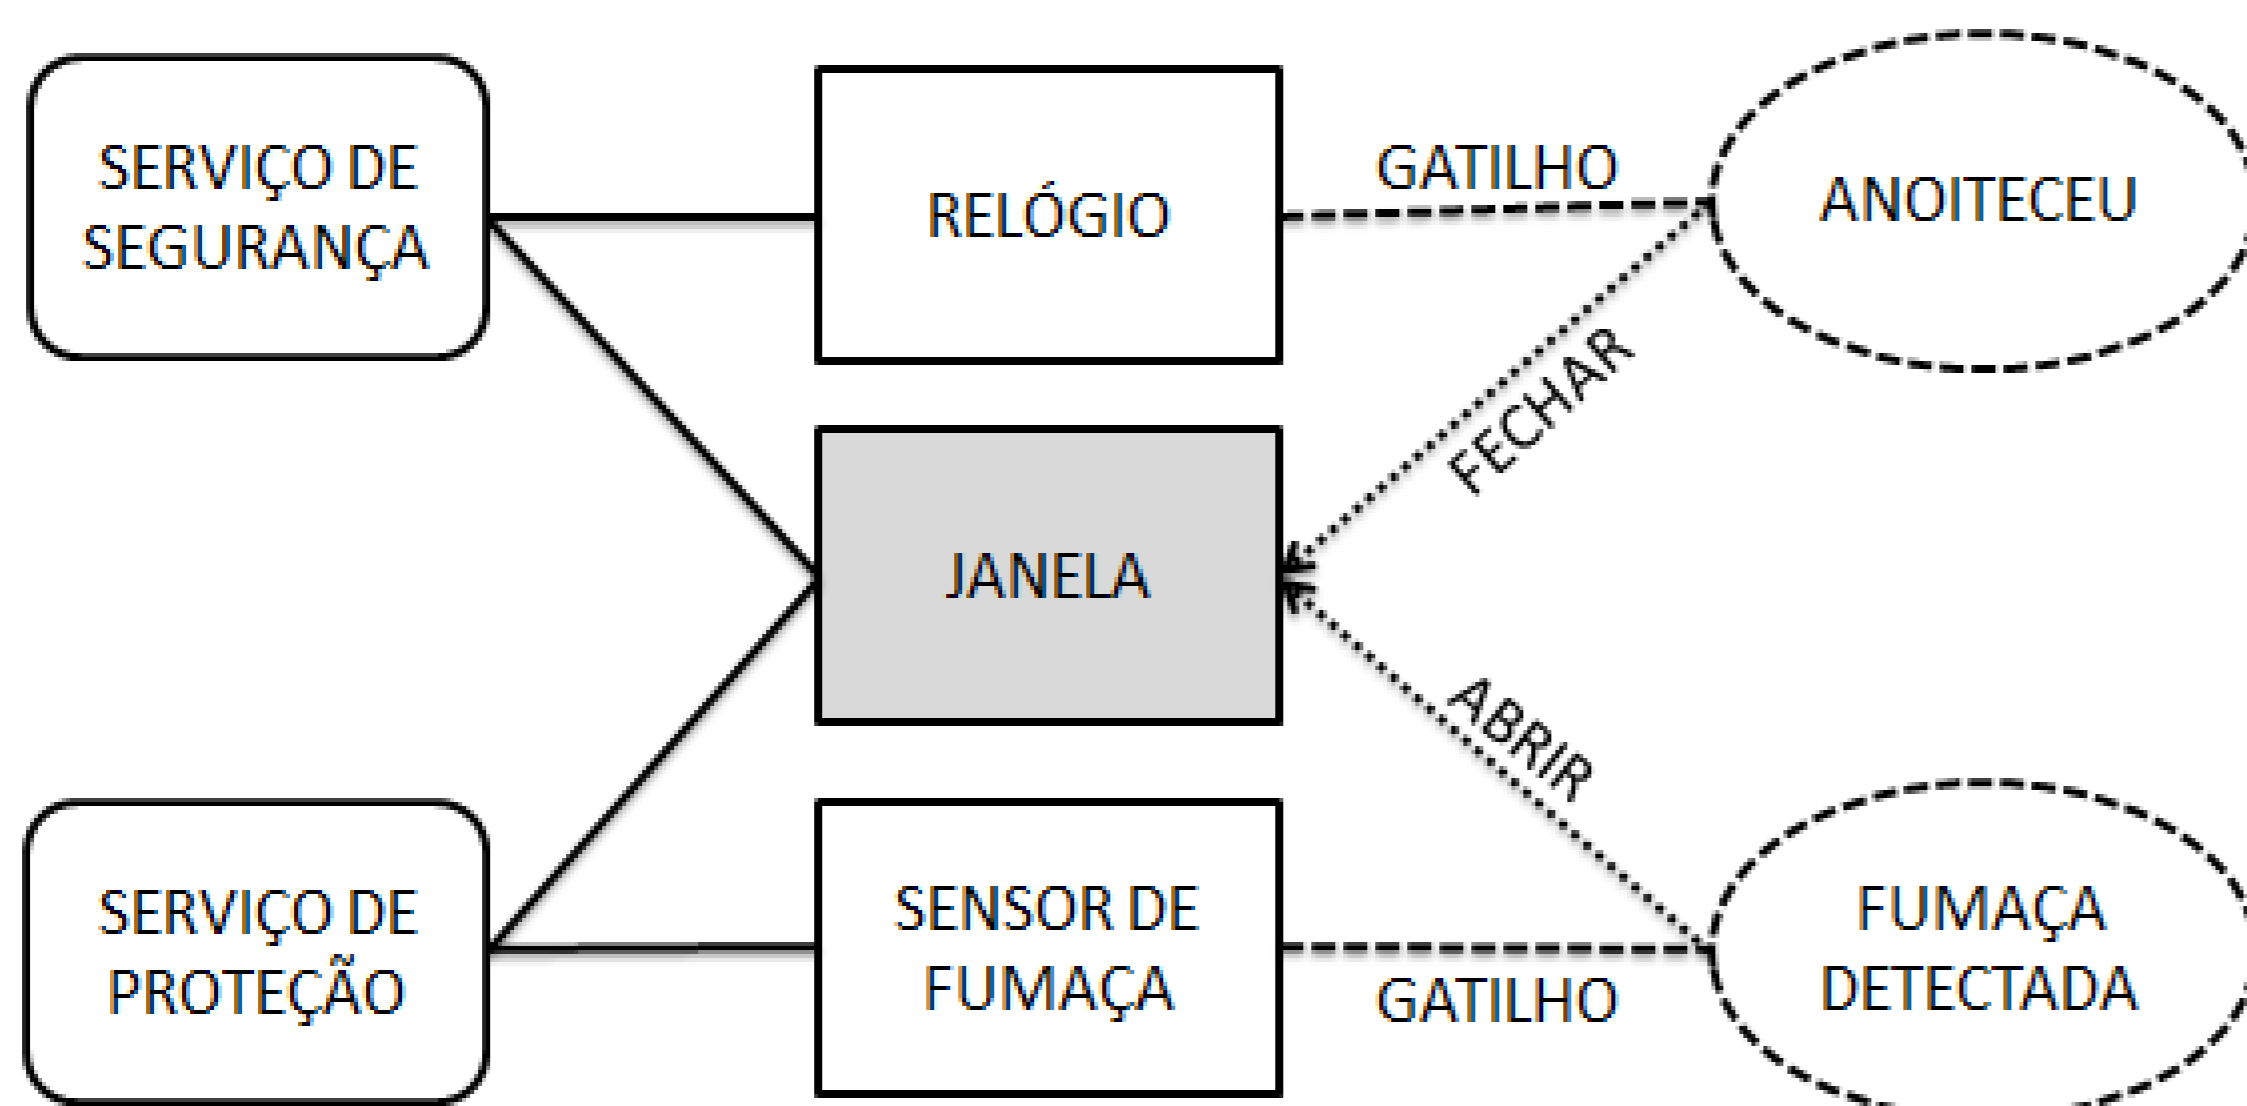 SERVIÇO DE
SEGURANÇA
RELÓGIO
GATILHO
ANOITECEU
FECHAR
JANELA
ABRIR
SERVIÇO DE
PROTEÇÃO
SENSOR DE
FUMAÇA
GATILHO
FUMAÇA
DETECTADA